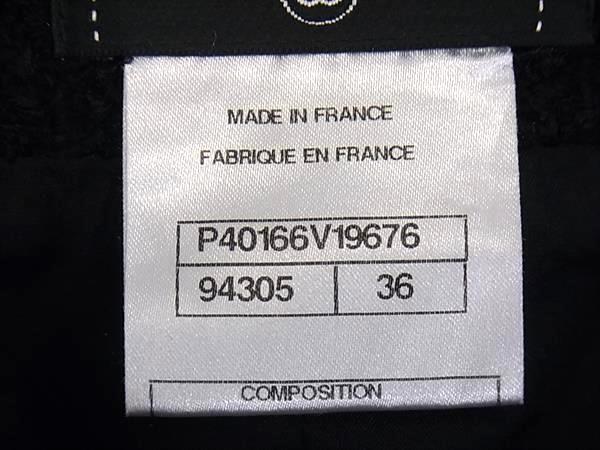 MADE IN FRANCE
FABRIQUE EN FRANCE
P40166V19676
94305 36
COMPOSITION